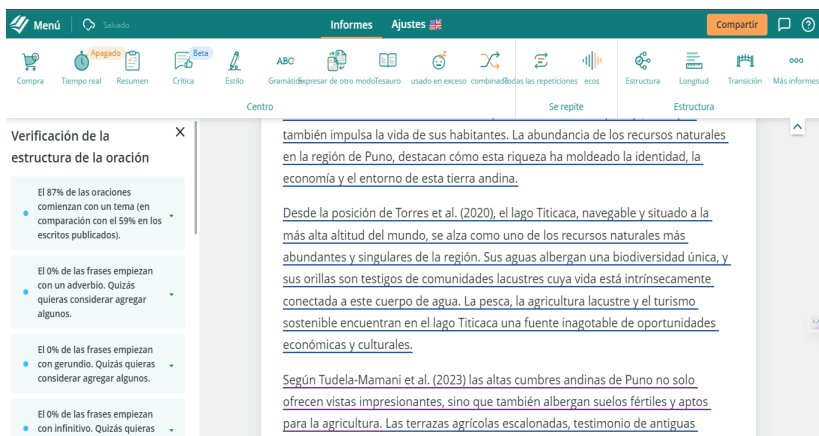 Menú
Salvado
Informes
Ajustes
Compartir
Apagado
Beta
ABC
Compra
Tiempo real
Resumen
Crítica
Estilo
Gramática
Expresar de otro modo
Tesauro
usado en exceso
combinado
Todas las repeticiones
ecos
Estructura
Longitud
Transición
Más informes
Centro
Se repite
Estructura
Verificación de la
estructura de la oración
El 87% de las oraciones
comienzan con un tema (en
comparación con el 59% en los
escritos publicados).
El 0% de las frases empiezan
con un adverbio. Quizás
quieras considerar agregar
algunos.
El 0% de las frases empiezan
con gerundio. Quizás quieras
considerar agregar algunos.
El 0% de las frases empiezan
con infinitivo. Quizás quieras
también impulsa la vida de sus habitantes. La abundancia de los recursos naturales
en la región de Puno, destacan cómo esta riqueza ha moldeado la identidad, la
economía y el entorno de esta tierra andina.
Desde la posición de Torres et al. (2020), el lago Titicaca, navegable y situado a la
más alta altitud del mundo, se alza como uno de los recursos naturales más
abundantes y singulares de la región. Sus aguas albergan una biodiversidad única, y
sus orillas son testigos de comunidades lacustres cuya vida está intrínsecamente
conectada a este cuerpo de agua. La pesca, la agricultura lacustre y el turismo
sostenible encuentran en el lago Titicaca una fuente inagotable de oportunidades
económicas y culturales.
Según Tudela-Mamani et al. (2023) las altas cumbres andinas de Puno no solo
ofrecen vistas impresionantes, sino que también albergan suelos fértiles y aptos
para la agricultura. Las terrazas agrícolas escalonadas, testimonio de antiguas